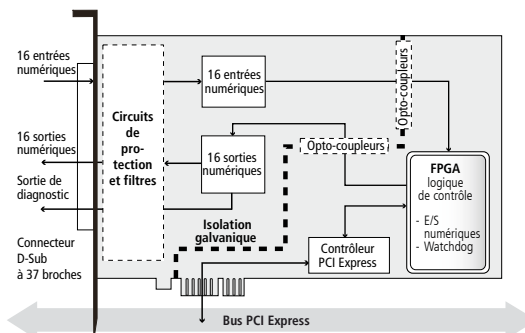 16 entrées
numériques
16 sorties
numériques
Sortie de
diagnostic
Connecteur
D-Sub
à 37 broches
Circuits
de
pro-
tection
et filtres
16 entrées
numériques
16 sorties
numériques
Isolation
galvanique
Opto-coupleurs
Opto-coupleurs
FPGA
logique
de contrôle
- E/S
numériques
- Watchdog
Contrôleur
PCI Express
Bus PCI Express